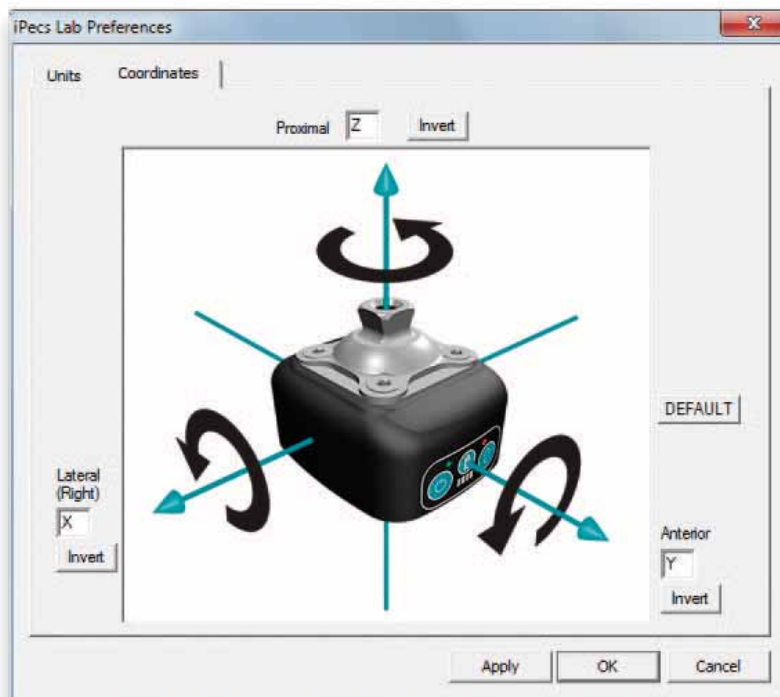 iPecs Lab Preferences
Units
Coordinates
Proximal
Z
Invert
DEFAULT
Lateral
(Right)
X
Invert
Anterior
Y
Invert
Apply
OK
Cancel